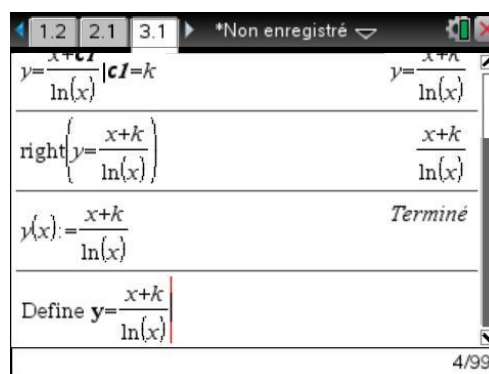 1.2 2.1 3.1 *Non enregistré
y=x+c1/ln(x)|c1=k y=x+k/ln(x)
right(y=x+k/ln(x)) x+k/ln(x)
y(x):=x+k/ln(x) Terminé
Define y=x+k/ln(x)
4/99